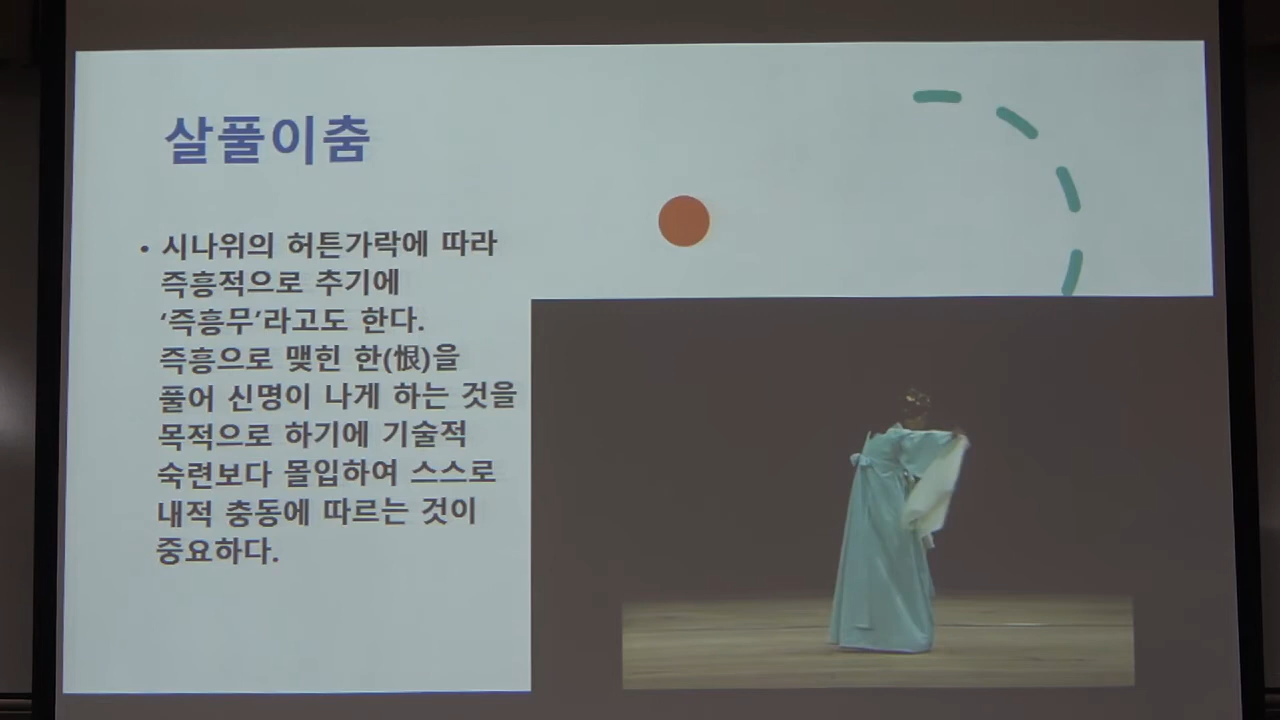 살풀이춤
• 시나위의 허튼가락에 따라
즉흥적으로 추기에
‘즉흥무’라고도 한다.
즉흥으로 맺힌 한(恨)을
풀어 신명이 나게 하는 것을
목적으로 하기에 기술적
숙련보다 몰입하여 스스로
내적 충동에 따르는 것이
중요하다.